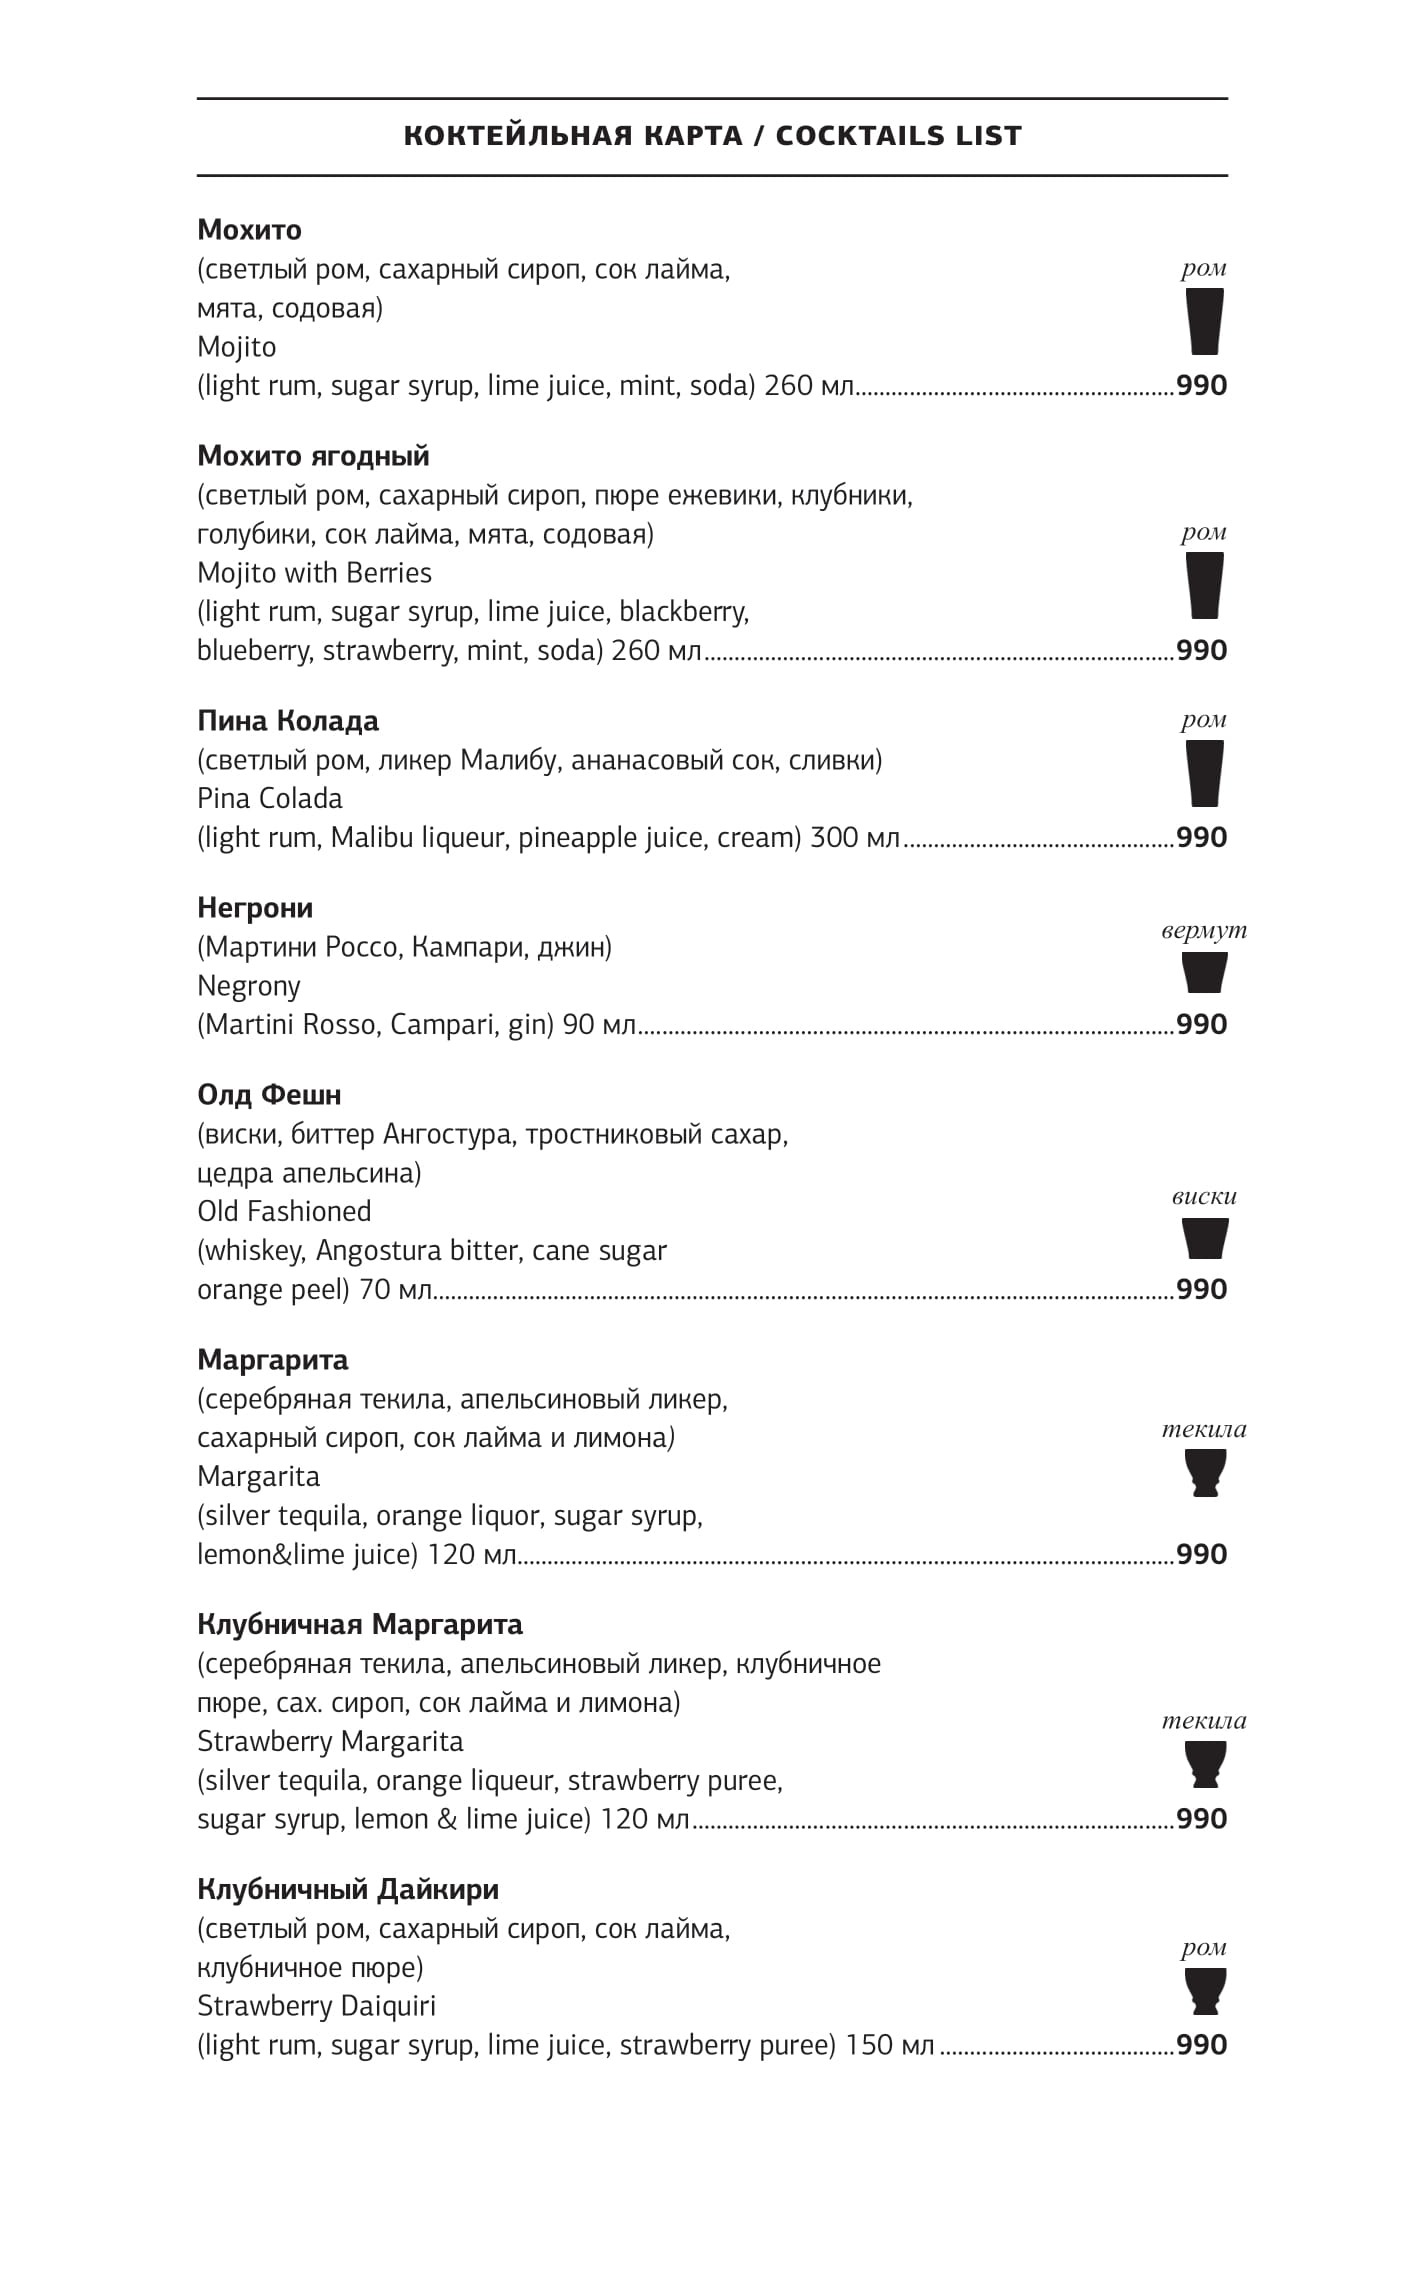 КОКТЕЙЛЬНАЯ КАРТА / COCKTAILS LIST
Мохито
(светлый ром, сахарный сироп, сок лайма,
ром
мята, содовая)
Mojito
(light rum, sugar syrup, lime juice, mint, soda) 260 мл 990
Мохито ягодный
(светлый ром, сахарный сироп, пюре ежевики, клубники,
голубики, сок лайма, мята, содовая)
ром
Mojito with Berries
(light rum, sugar syrup, lime juice, blackberry,
blueberry, strawberry, mint, soda) 260 мл 990
Пина Колада
ром
(светлый ром, ликер Малибу, ананасовый сок, сливки)
Pina Colada
(light rum, Malibu liqueur, pineapple juice, cream) 300 мл 990
Негрони
вермут
(Мартини Россо, Кампари, джин)
Negrony
(Martini Rosso, Campari, gin) 90 мл 990
Олд Фешн
(виски, биттер Ангостура, тростниковый сахар,
цедра апельсина)
виски
Old Fashioned
(whiskey, Angostura bitter, cane sugar
orange peel) 70 мл 990
Маргарита
(серебряная текила, апельсиновый ликер,
текила
сахарный сироп, сок лайма и лимона)
Margarita
(silver tequila, orange liquor, sugar syrup,
lemon&lime juice) 120 мл 990
Клубничная Маргарита
(серебряная текила, апельсиновый ликер, клубничное
пюре, сах. сироп, сок лайма и лимона)
текила
Strawberry Margarita
(silver tequila, orange liqueur, strawberry puree,
sugar syrup, lemon & lime juice) 120 мл 990
Клубничный Дайкири
(светлый ром, сахарный сироп, сок лайма,
ром
клубничное пюре)
Strawberry Daiquiri
(light rum, sugar syrup, lime juice, strawberry puree) 150 мл 990